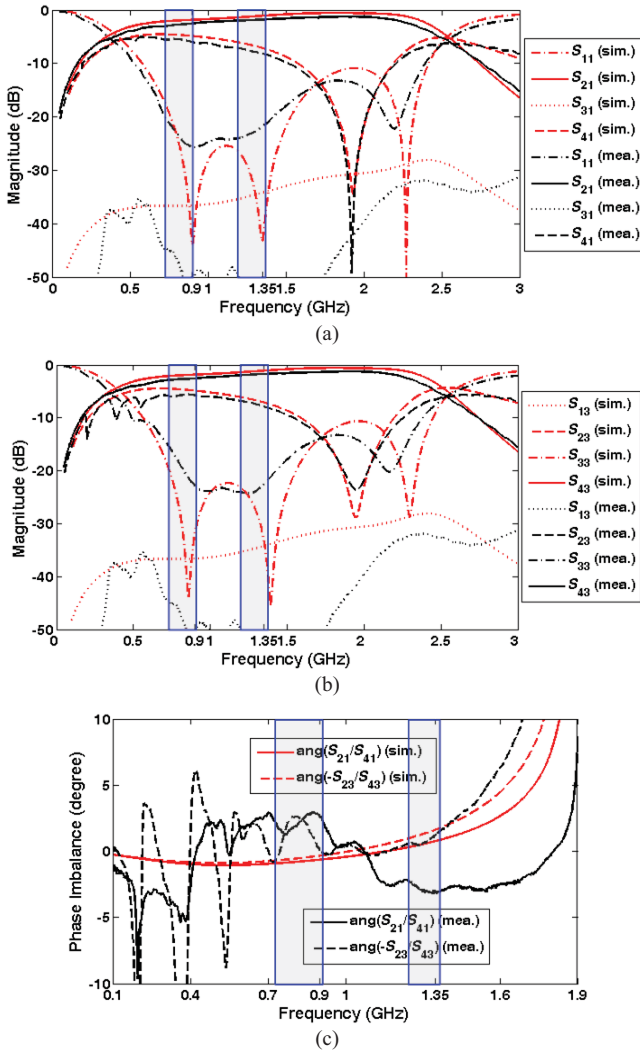 0
-10
-20
-30
-40
-50
Magnitude (dB)
0
0.5
0.9
1
1.35
1.5
2
2.5
3
Frequency (GHz)
S11 (sim.)
S21 (sim.)
S31 (sim.)
S41 (sim.)
S11 (mea.)
S21 (mea.)
S31 (mea.)
S41 (mea.)
(a)
0
-10
-20
-30
-40
-50
Magnitude (dB)
0
0.5
0.9
1
1.35
1.5
2
2.5
3
Frequency (GHz)
S13 (sim.)
S23 (sim.)
S33 (sim.)
S43 (sim.)
S13 (mea.)
S23 (mea.)
S33 (mea.)
S43 (mea.)
(b)
10
5
0
-5
-10
Phase Imbalance (degree)
ang(S21/S41) (sim.)
ang(-S23/S43) (sim.)
ang(S21/S41) (mea.)
ang(-S23/S43) (mea.)
0.1
0.4
0.7
0.9
1
1.35
1.6
1.9
Frequency (GHz)
(c)